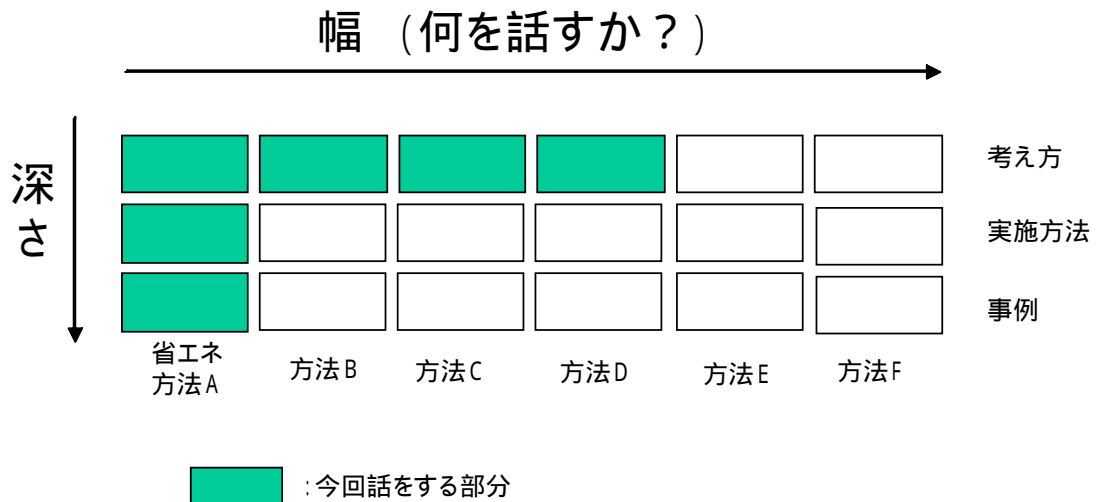 幅 (何を話すか？)
深さ
考え方
実施方法
事例
省エネ
方法A
方法B
方法C
方法D
方法E
方法F
:今回話をする部分